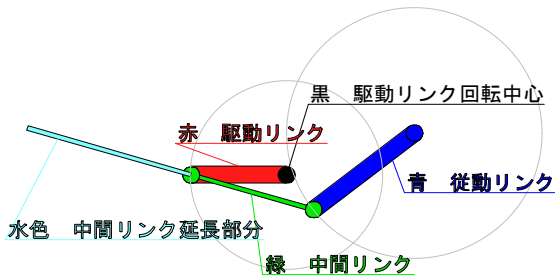 黒　駆動リンク回転中心
赤　駆動リンク
青　従動リンク
水色　中間リンク延長部分
緑　中間リンク